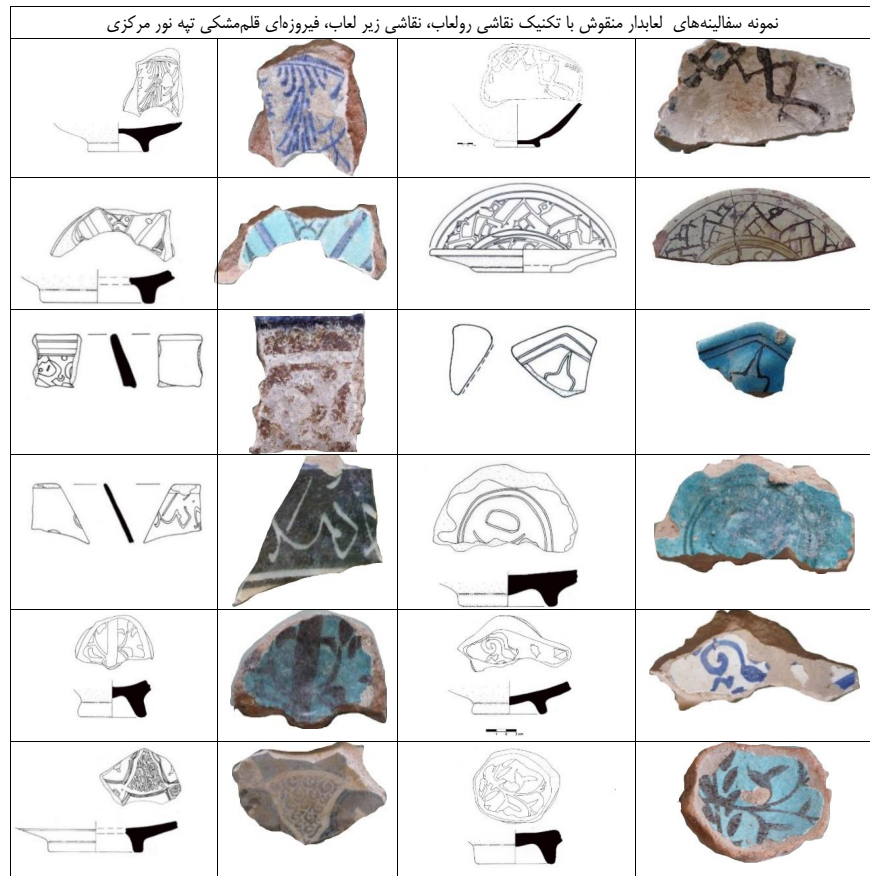 نمونه سفالینه‌های لعابدار منقوش با تکنیک نقاشی رولعاب، نقاشی زیر لعاب، فیروزه‌ای قلم‌مشکی تپه نور مرکزی